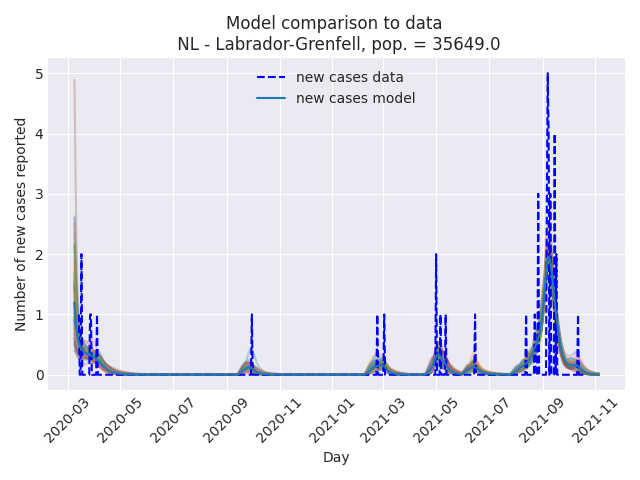 Model comparison to data
NL - Labrador-Grenfell, pop. = 35649.0
new cases data
new cases model
Number of new cases reported
5
4
3
2
1
0
2020-03
2020-05
2020-07
2020-09
2020-11
2021-01
2021-03
2021-05
2021-07
2021-09
2021-11
Day